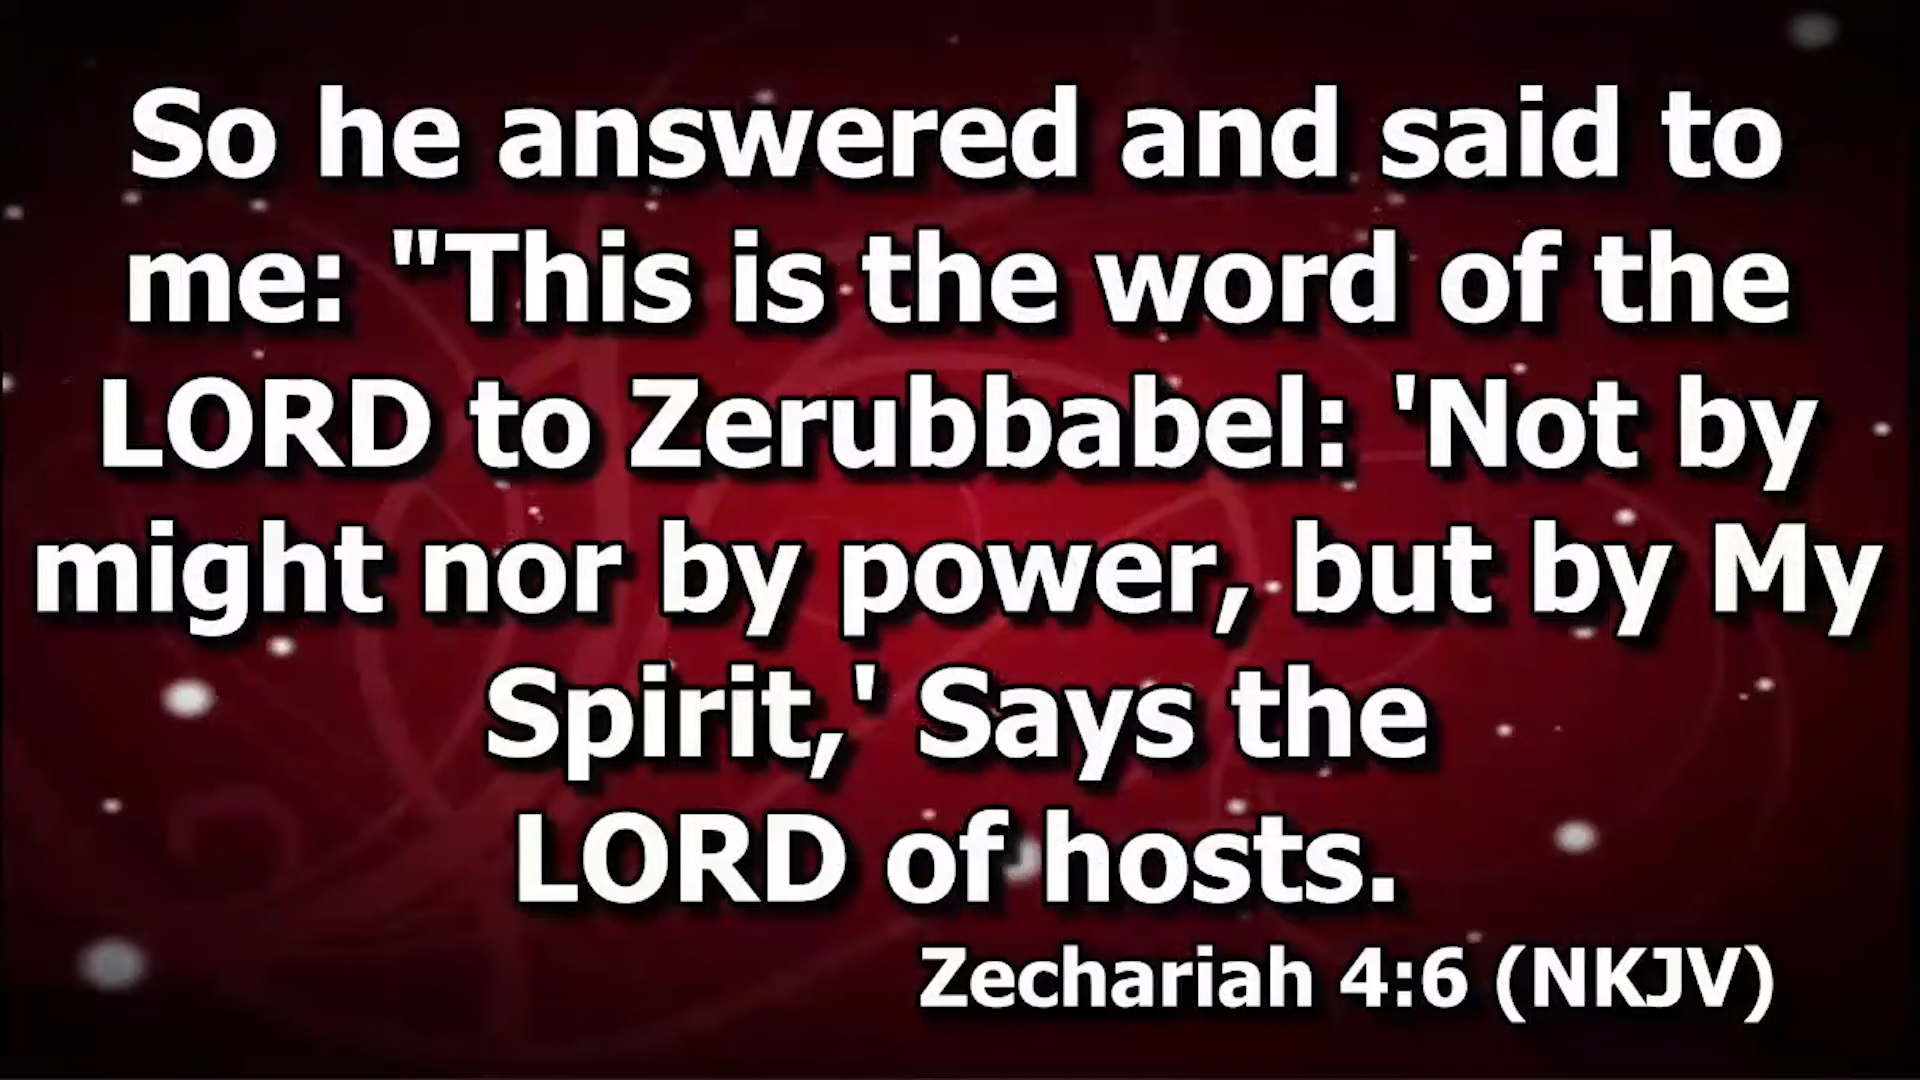 So he answered and said to
me: "This is the word of the
LORD to Zerubbabel: 'Not by
might nor by power, but by My
Spirit,' Says the
LORD of hosts.
Zechariah 4:6 (NKJV)